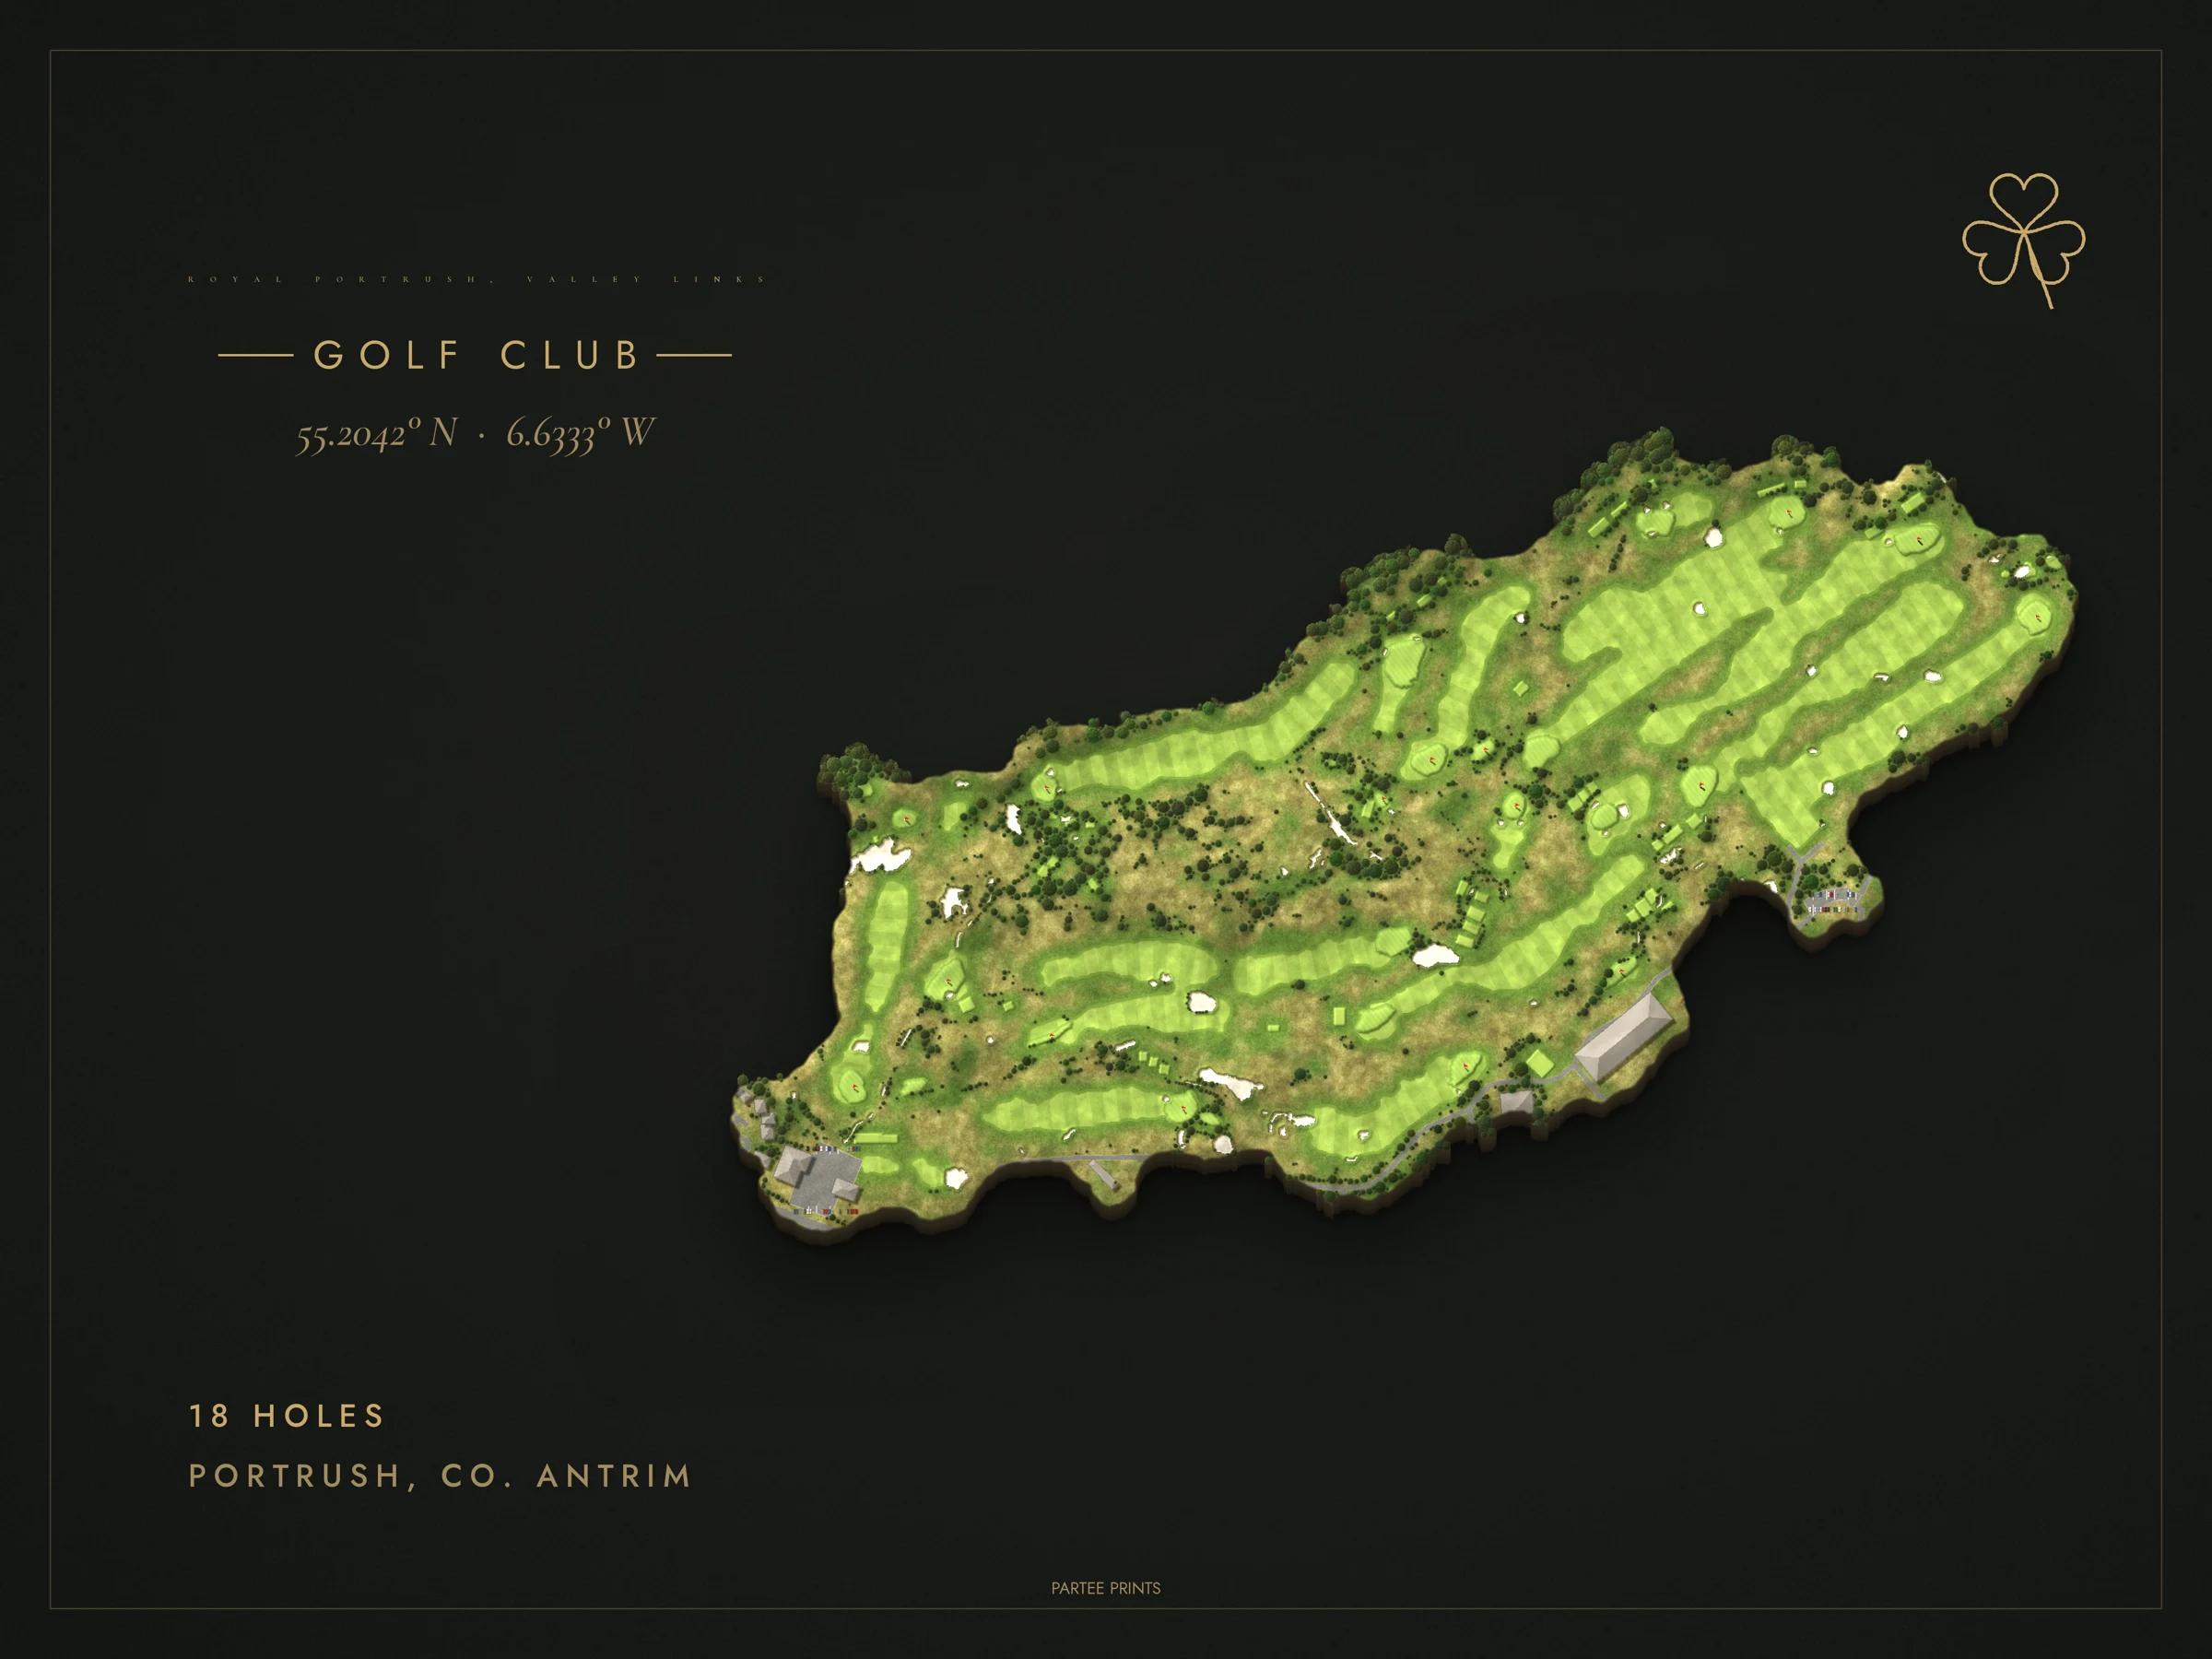 ROYAL PORTRUSH, VALLEY LINKS
GOLF CLUB
55.2042° N · 6.6333° W
18 HOLES
PORTRUSH, CO. ANTRIM
PARTEE PRINTS